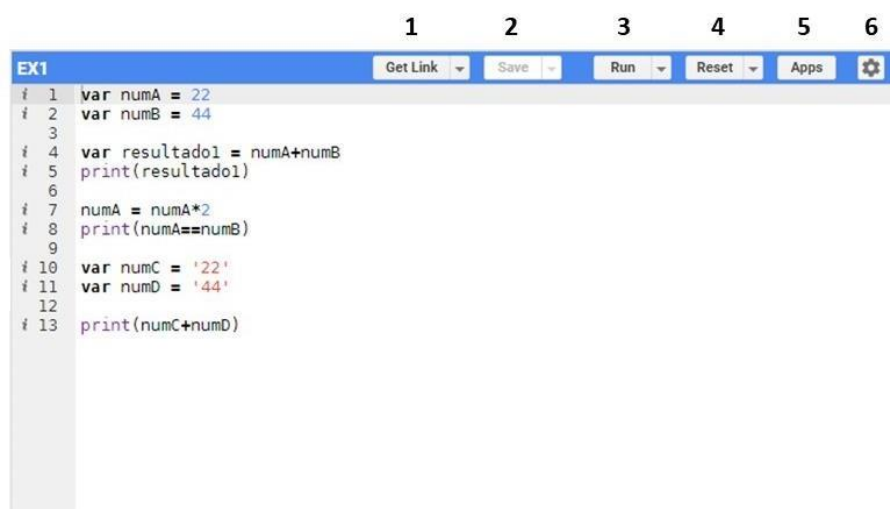 1 2 3 4 5 6
EX1 Get Link Save Run Reset Apps
i 1 var numA = 22
i 2 var numB = 44
3
i 4 var resultado1 = numA+numB
i 5 print(resultado1)
6
i 7 numA = numA*2
i 8 print(numA==numB)
9
i 10 var numC = '22'
i 11 var numD = '44'
12
i 13 print(numC+numD)